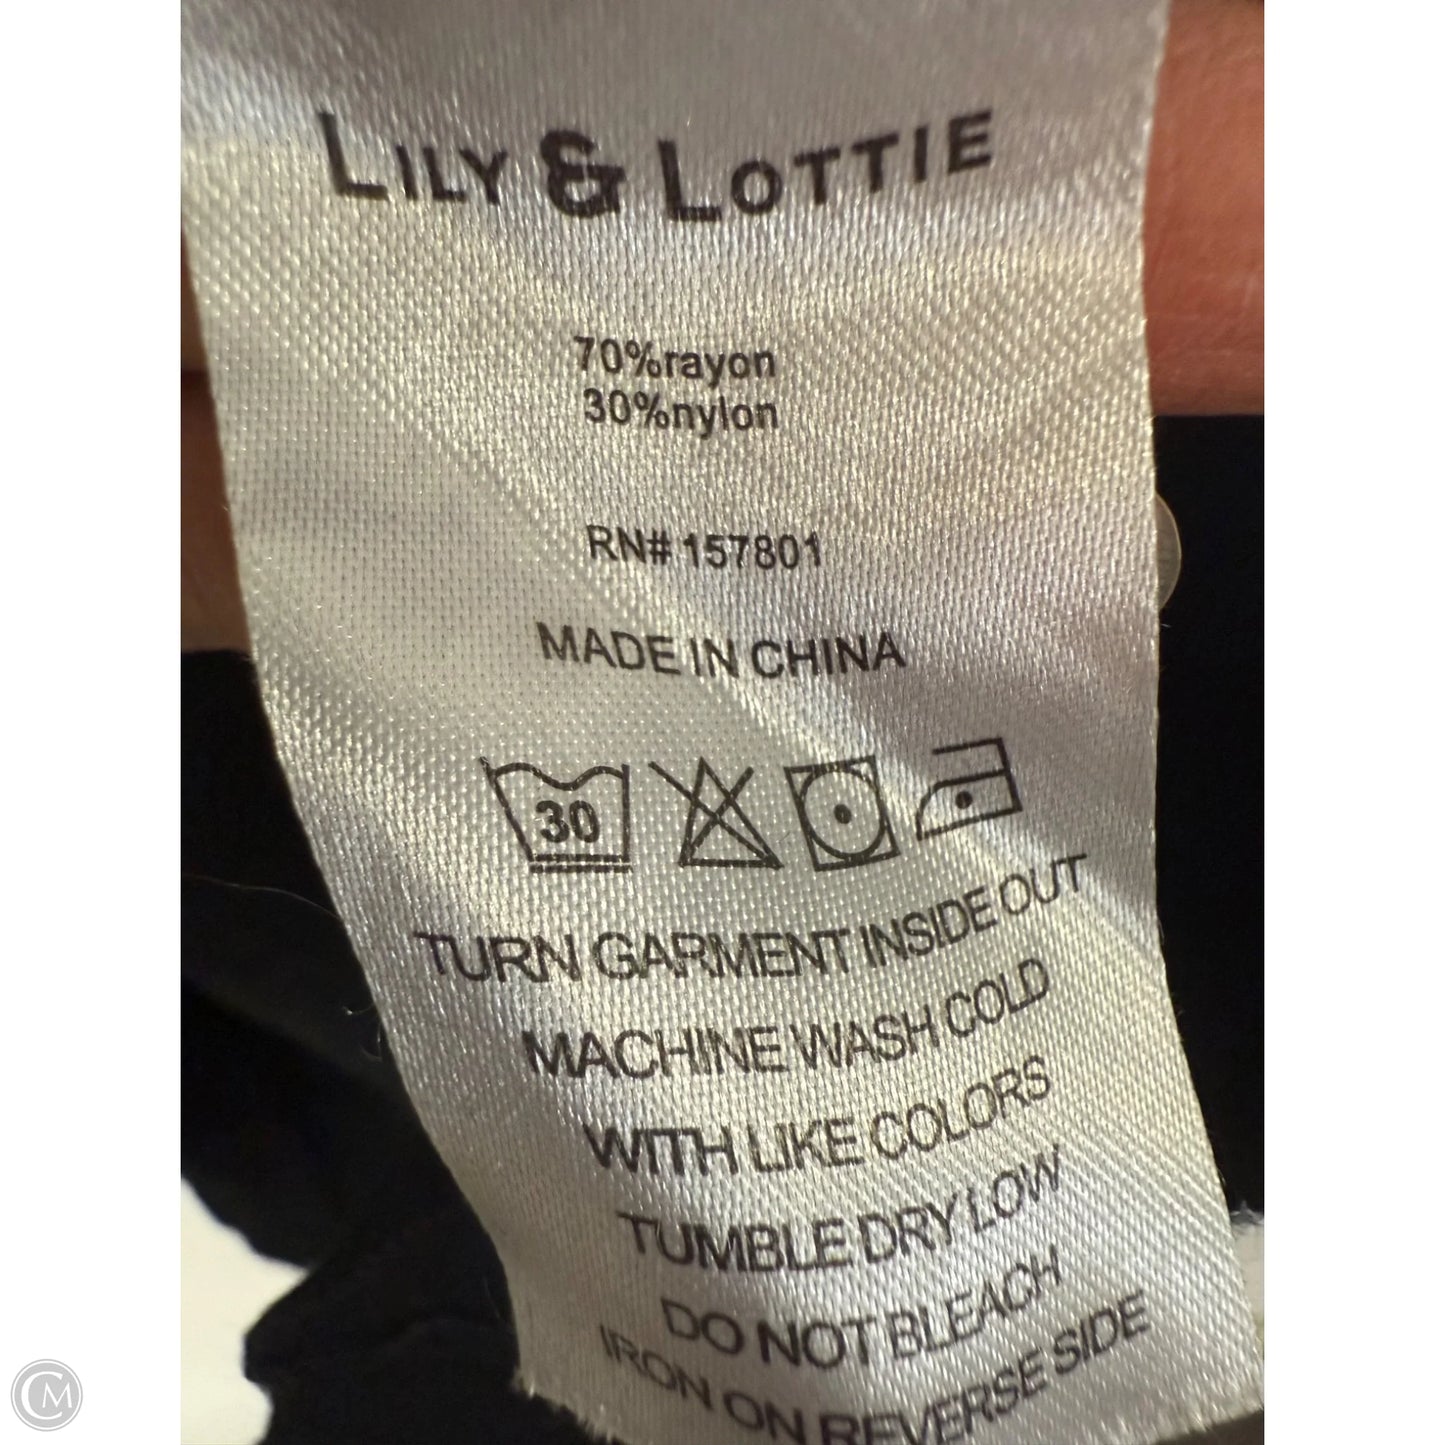 LILY & LOTTIE
70%rayon
30%nylon
RN# 157801
MADE IN CHINA
30
TURN GARMENT INSIDE OUT
MACHINE WASH COLD
WITH LIKE COLORS
TUMBLE DRY LOW
DO NOT BLEACH
IRON ON REVERSE SIDE
CM